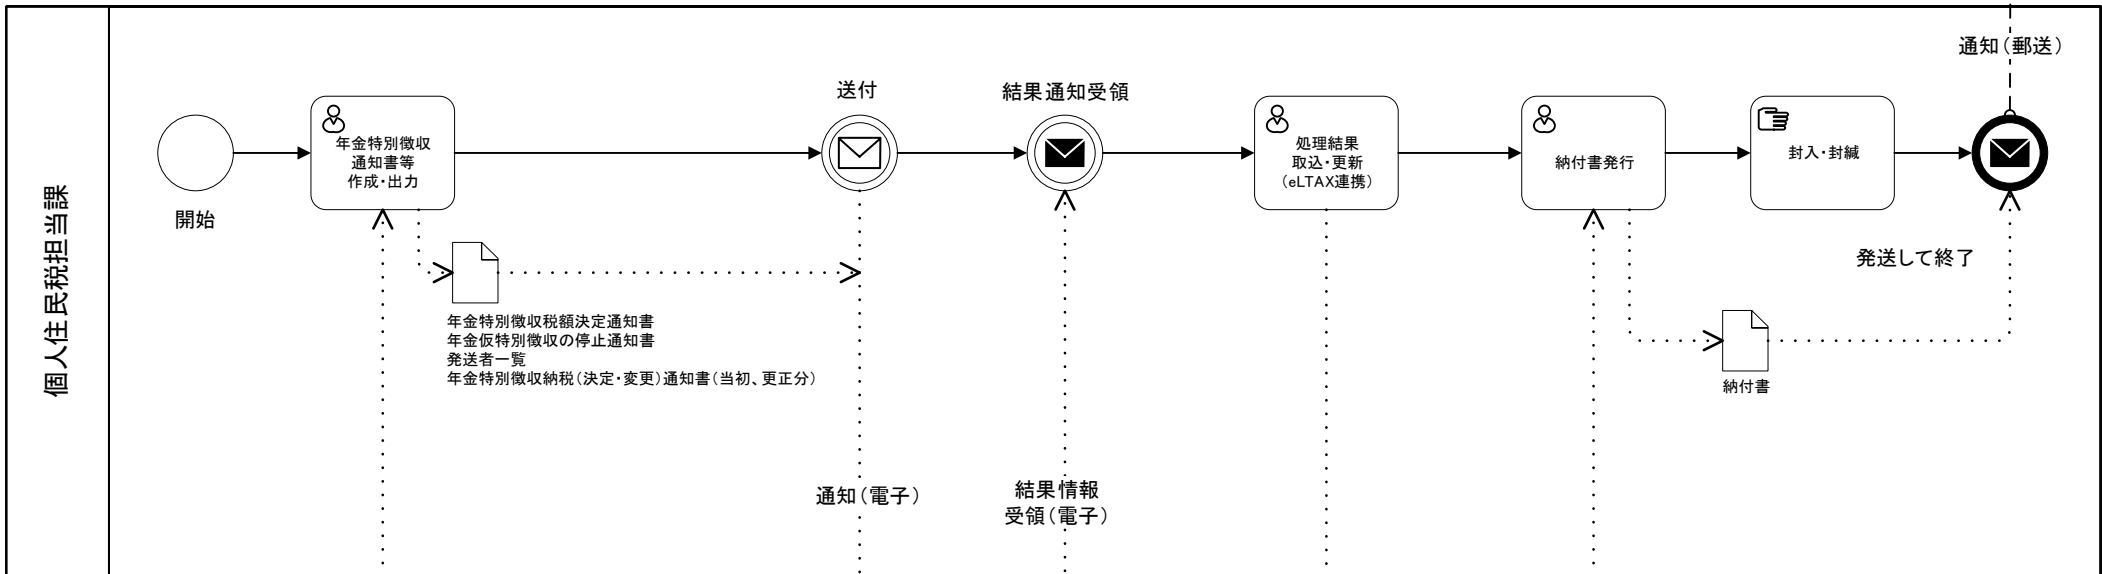 個人住民税担当課
開始
年金特別徴収
通知書等
作成・出力
年金特別徴収税額決定通知書
年金仮特別徴収の停止通知書
発送者一覧
年金特別徴収納税（決定・変更）通知書（当初、更正分）
送付
通知（電子）
結果通知受領
結果情報
受領（電子）
処理結果
取込・更新
（eLTAX連携）
納付書発行
納付書
封入・封緘
通知（郵送）
発送して終了